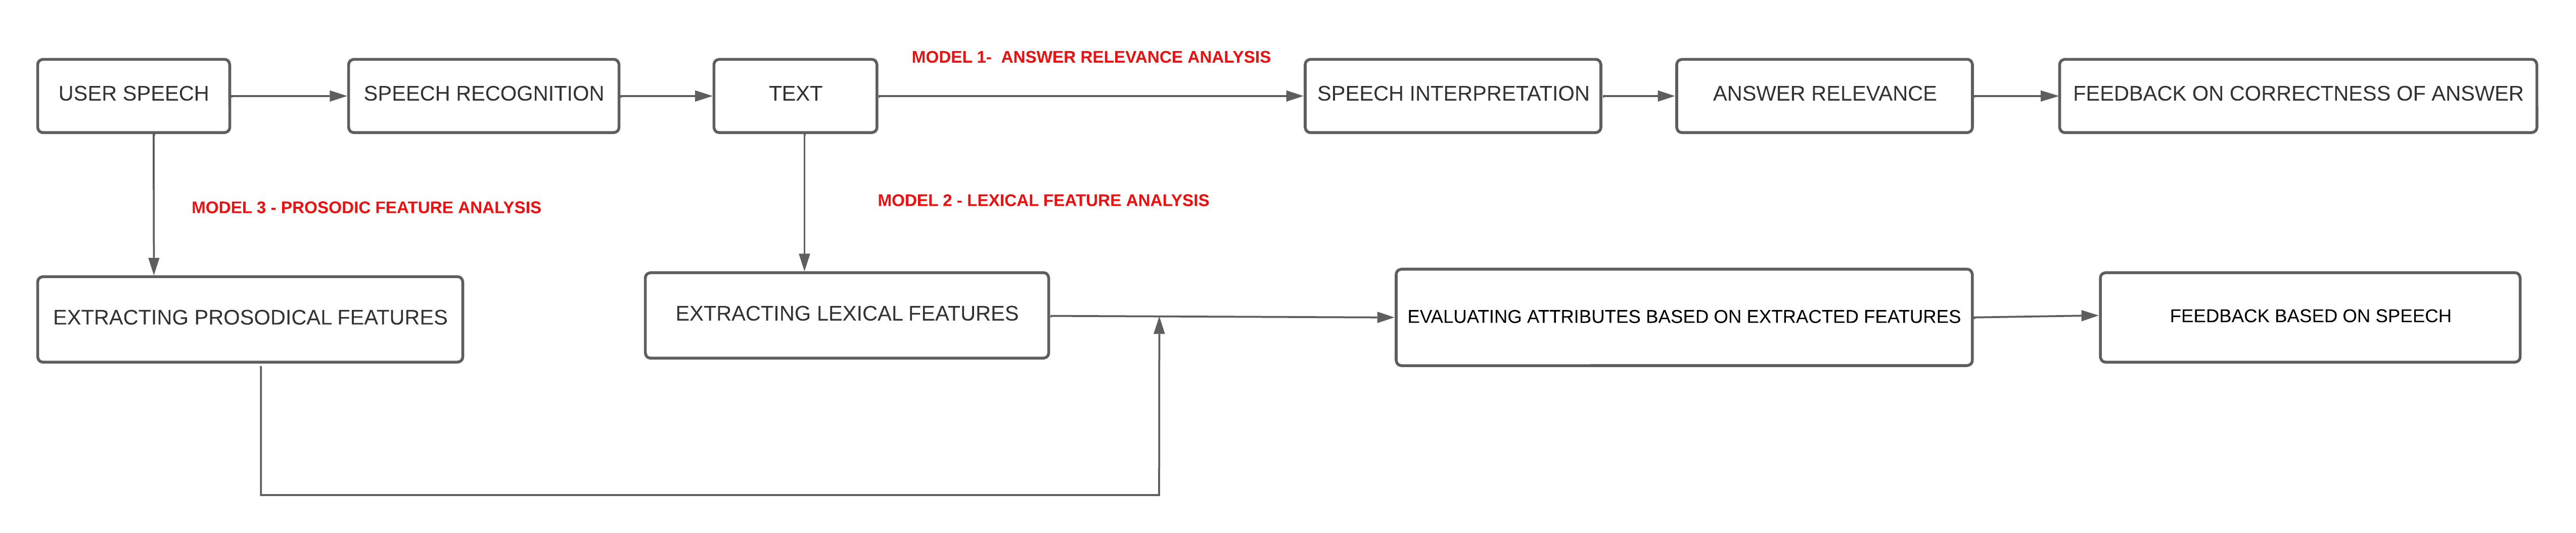 MODEL 1-  ANSWER RELEVANCE ANALYSIS
USER SPEECH
SPEECH RECOGNITION
TEXT
SPEECH INTERPRETATION
ANSWER RELEVANCE
FEEDBACK ON CORRECTNESS OF ANSWER
MODEL 3 - PROSODIC FEATURE ANALYSIS
MODEL 2 - LEXICAL FEATURE ANALYSIS
EXTRACTING PROSODICAL FEATURES
EXTRACTING LEXICAL FEATURES
EVALUATING ATTRIBUTES BASED ON EXTRACTED FEATURES
FEEDBACK BASED ON SPEECH